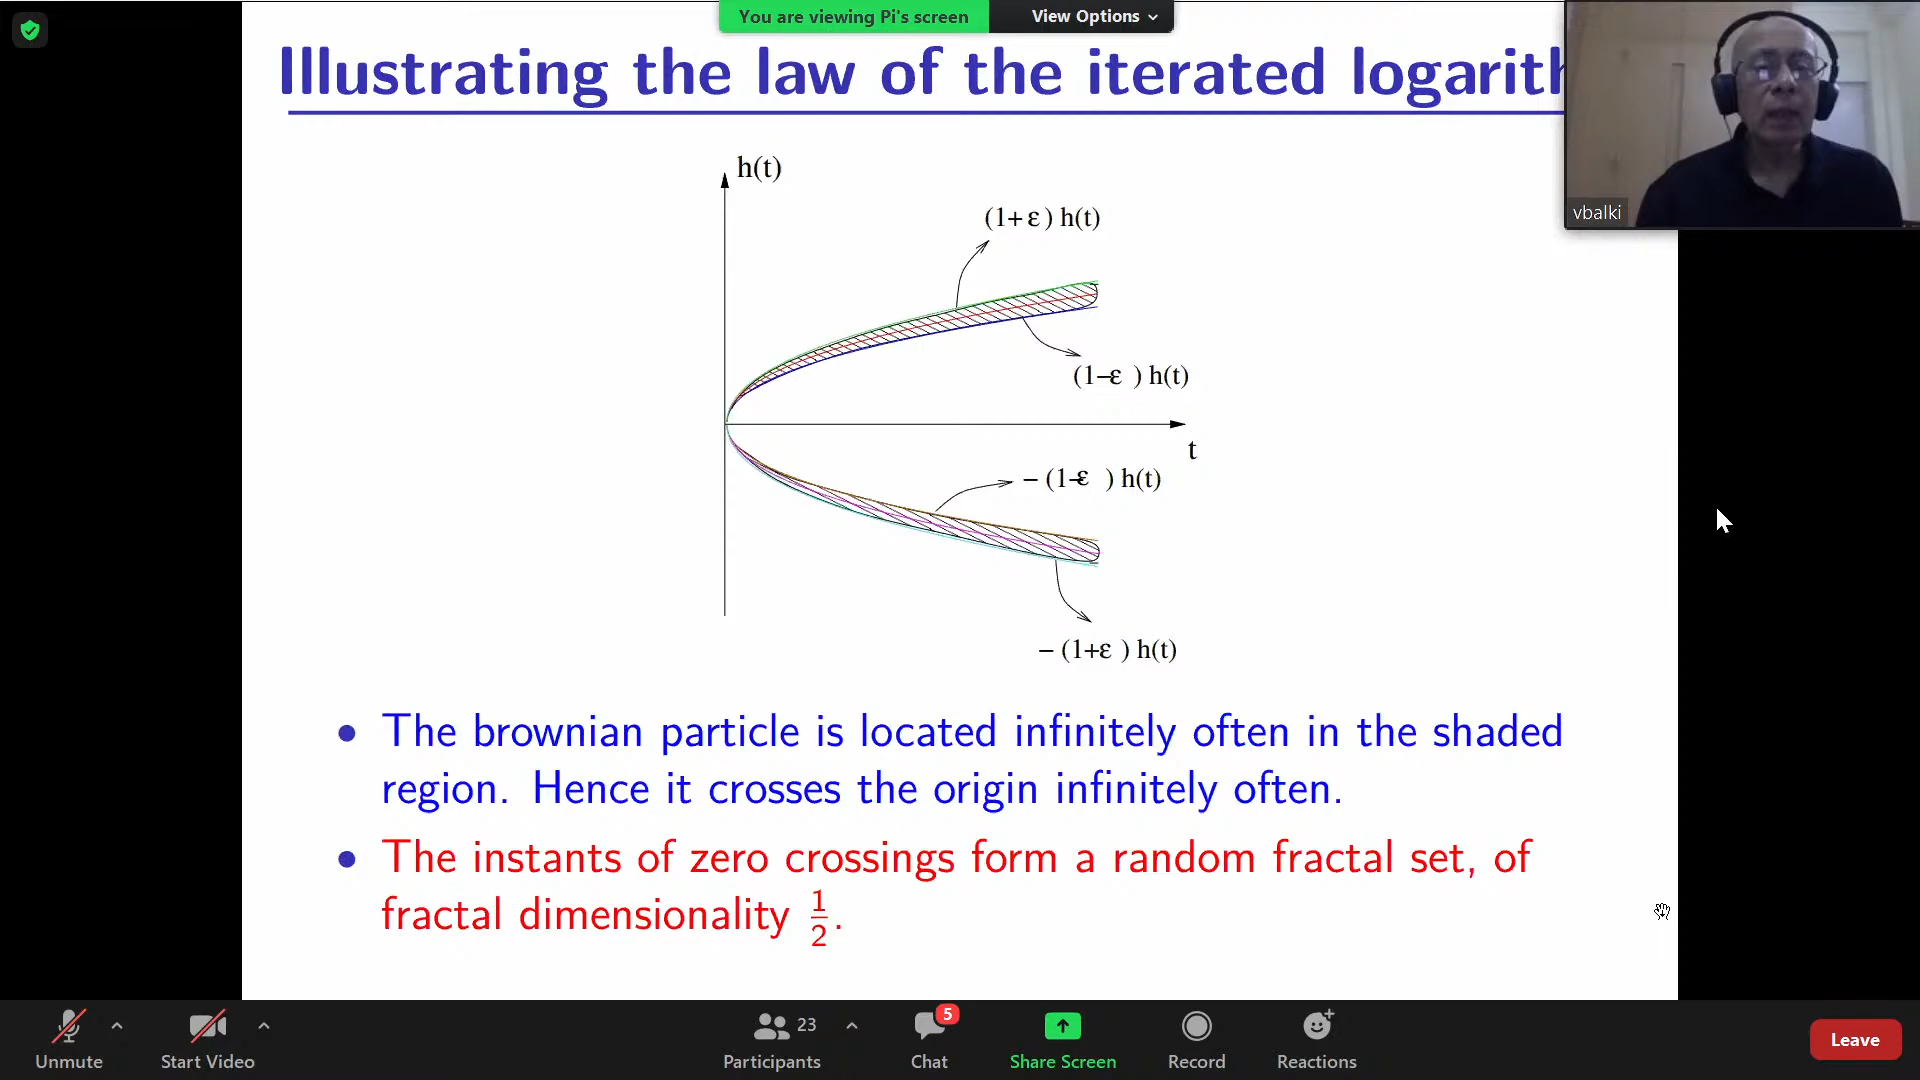 You are viewing Pi's screen View Options
Illustrating the law of the iterated logarith
vbalki
h(t)
(1+ ε ) h(t)
(1−ε ) h(t)
t
− (1-ε ) h(t)
− (1+ε ) h(t)
• The brownian particle is located infinitely often in the shaded
region. Hence it crosses the origin infinitely often.
• The instants of zero crossings form a random fractal set, of
fractal dimensionality 1/2.
23
5
Unmute
Start Video
Participants
Chat
Share Screen
Record
Reactions
Leave